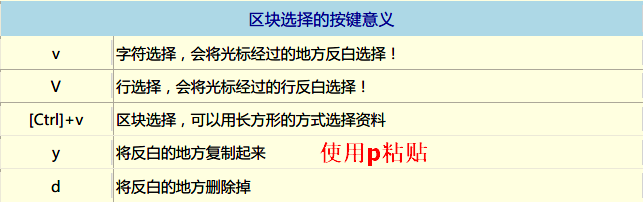 区块选择的按键意义
v 字符选择，会将光标经过的地方反白选择！
V 行选择，会将光标经过的行反白选择！
[Ctrl]+v 区块选择，可以用长方形的方式选择资料
y 将反白的地方复制起来 使用p粘贴
d 将反白的地方删除掉